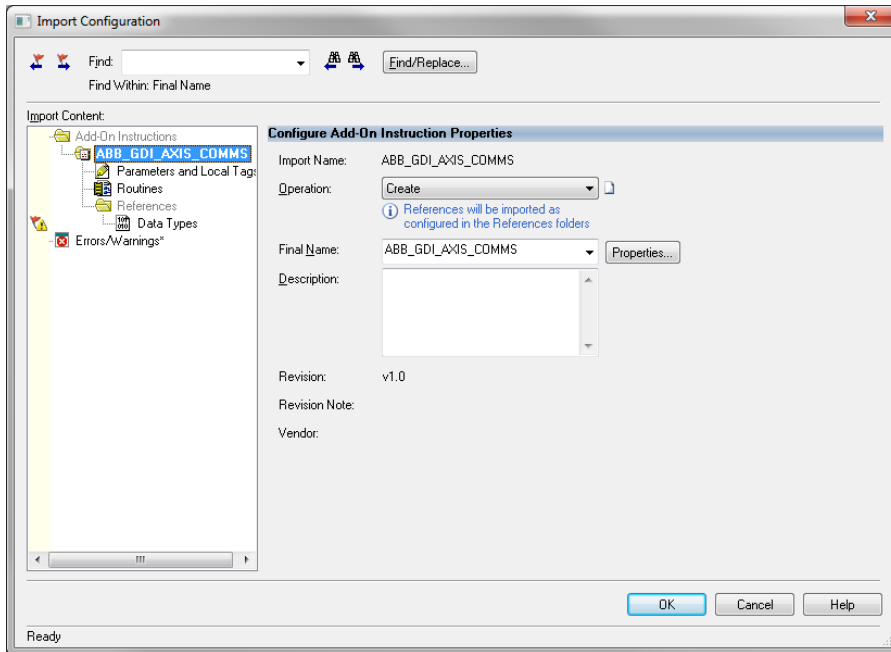 Import Configuration
Find:
Find/Replace...
Find Within: Final Name
Import Content:
Add-On Instructions
ABB_GDI_AXIS_COMMS
Parameters and Local Tags
Routines
References
Data Types
Errors/Warnings*
Configure Add-On Instruction Properties
Import Name: ABB_GDI_AXIS_COMMS
Operation: Create
References will be imported as
configured in the References folders
Final Name: ABB_GDI_AXIS_COMMS Properties...
Description:
Revision: v1.0
Revision Note:
Vendor:
OK Cancel Help
Ready